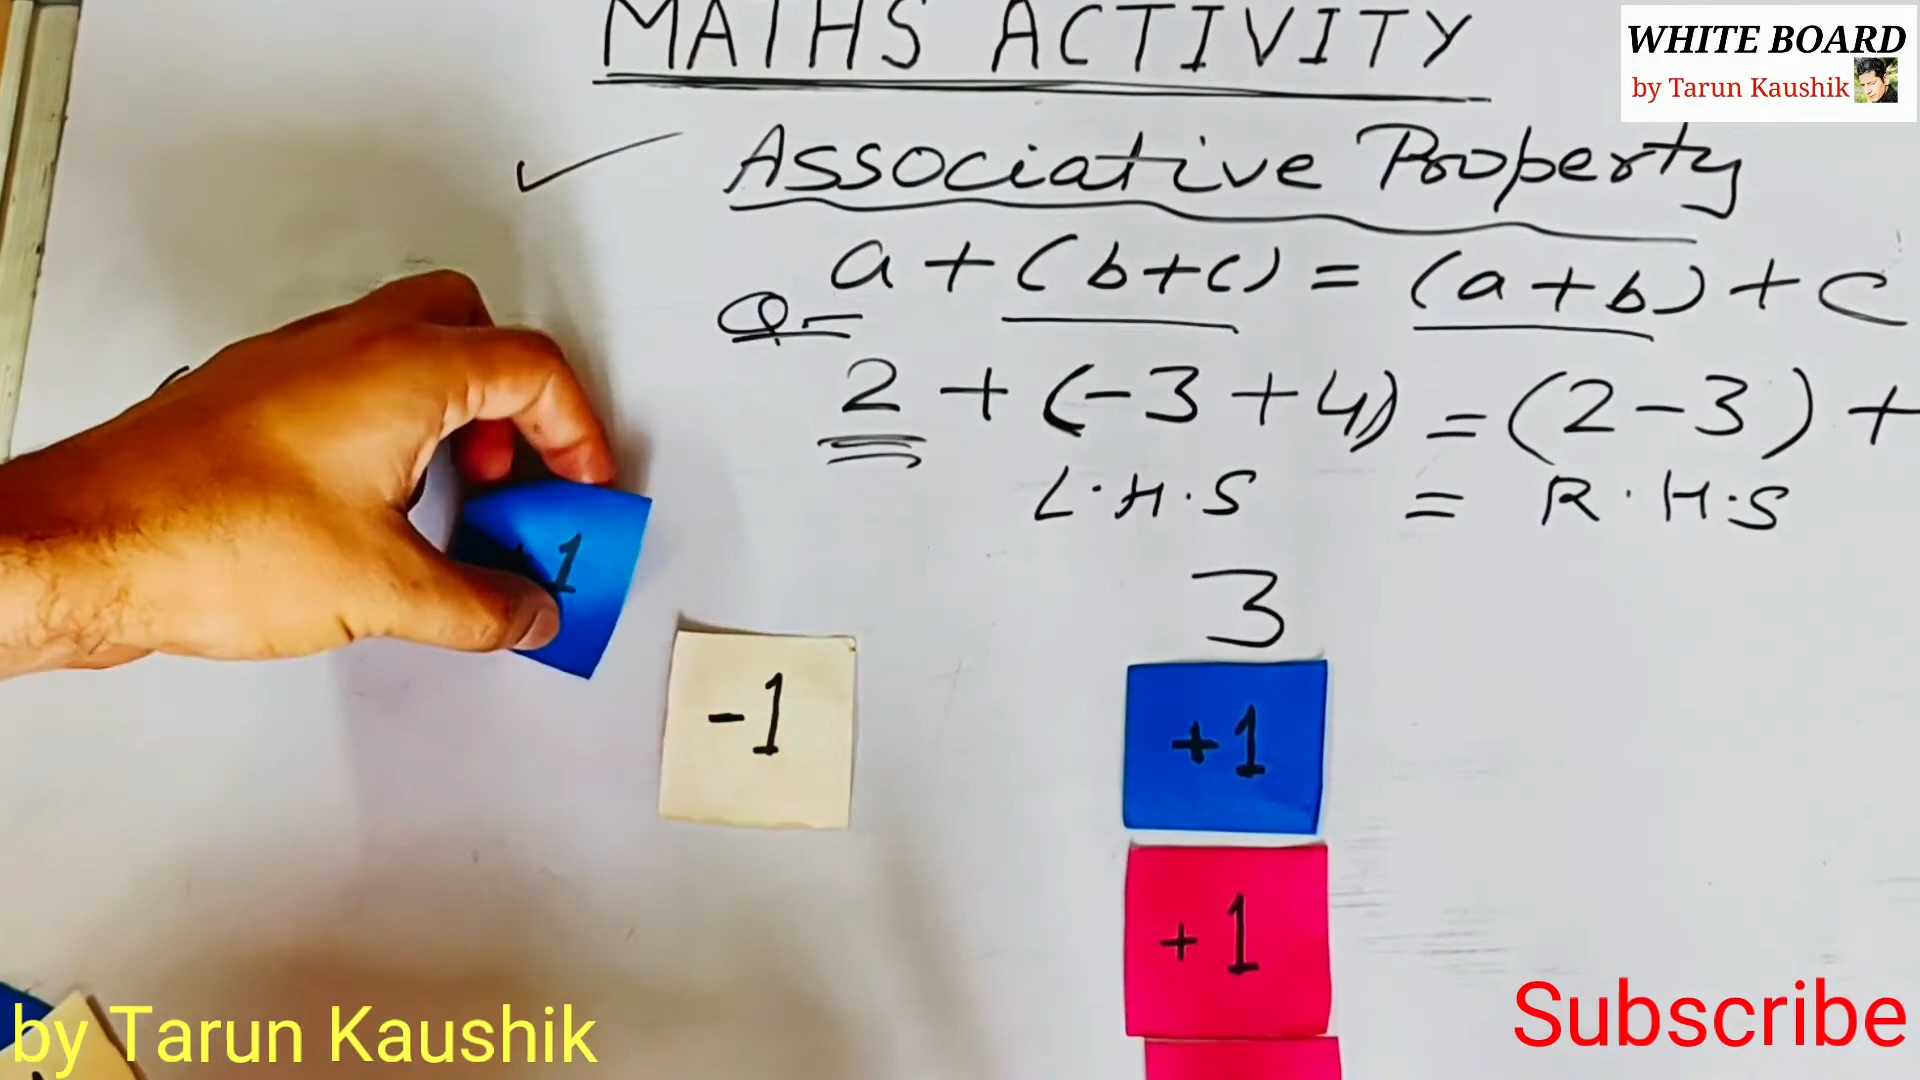 MATHS ACTIVITY
WHITE BOARD
by Tarun Kaushik
✓ Associative Property
a + (b+c) = (a+b) + c
Q=
2 + (-3+4) = (2-3) +
L.H.S = R.H.S
3
+1
-1
+1
+1
by Tarun Kaushik
Subscribe